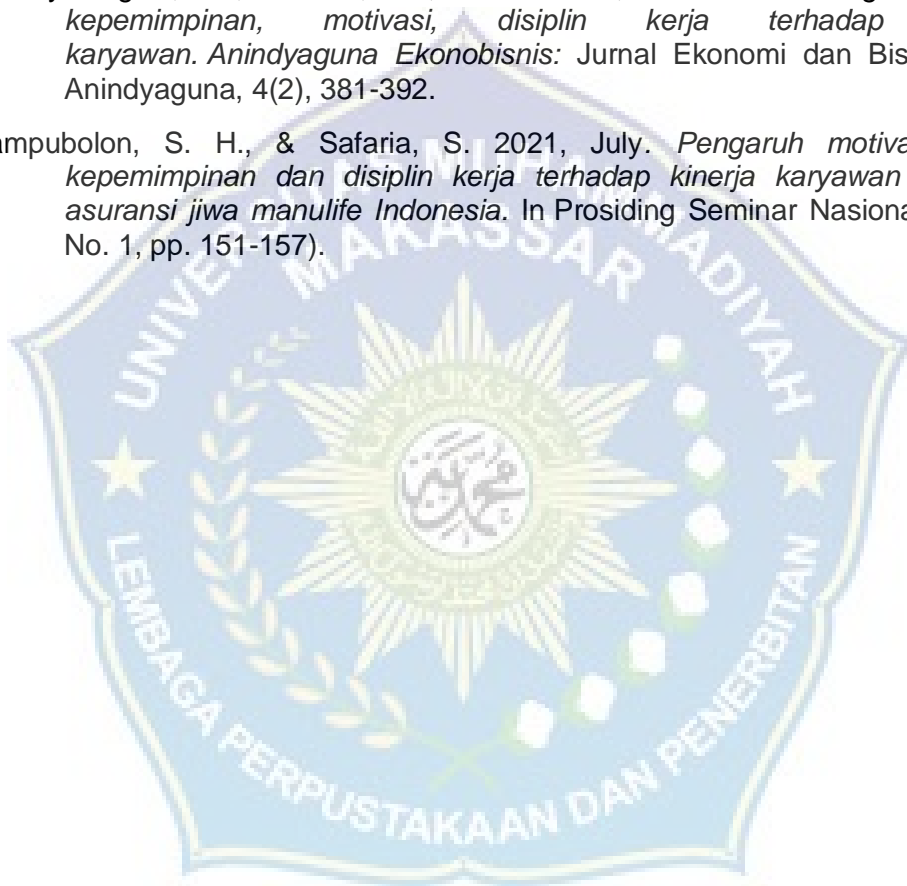 kepemimpinan, motivasi, disiplin kerja terhadap
karyawan. Anindyaguna Ekonobisnis: Jurnal Ekonomi dan Bis
Anindyaguna, 4(2), 381-392.
ampubolon, S. H., & Safaria, S. 2021, July. Pengaruh motiva
kepemimpinan dan disiplin kerja terhadap kinerja karyawan
asuransi jiwa manulife Indonesia. In Prosiding Seminar Nasiona
No. 1, pp. 151-157).
UNIVERSITAS MUHAMMADIYAH
MAKASSAR
LEMBAGA PERPUSTAKAAN DAN PENERBITAN